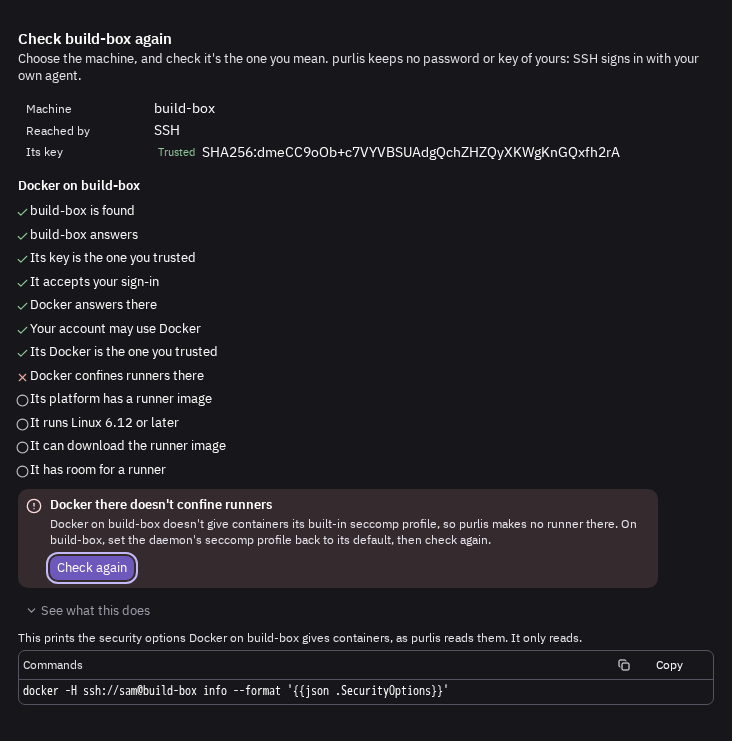 Check build-box again
Choose the machine, and check it's the one you mean. purlis keeps no password or key of yours: SSH signs in with your
own agent.
Machine build-box
Reached by SSH
Its key Trusted SHA256:dmeCC9oOb+c7VYVBSUAdgQchZHZQyXKWgKnGQxfh2rA
Docker on build-box
build-box is found
build-box answers
Its key is the one you trusted
It accepts your sign-in
Docker answers there
Your account may use Docker
Its Docker is the one you trusted
Docker confines runners there
Its platform has a runner image
It runs Linux 6.12 or later
It can download the runner image
It has room for a runner
Docker there doesn't confine runners
Docker on build-box doesn't give containers its built-in seccomp profile, so purlis makes no runner there. On
build-box, set the daemon's seccomp profile back to its default, then check again.
Check again
See what this does
This prints the security options Docker on build-box gives containers, as purlis reads them. It only reads.
Commands Copy
docker -H ssh://sam@build-box info --format '{{json .SecurityOptions}}'